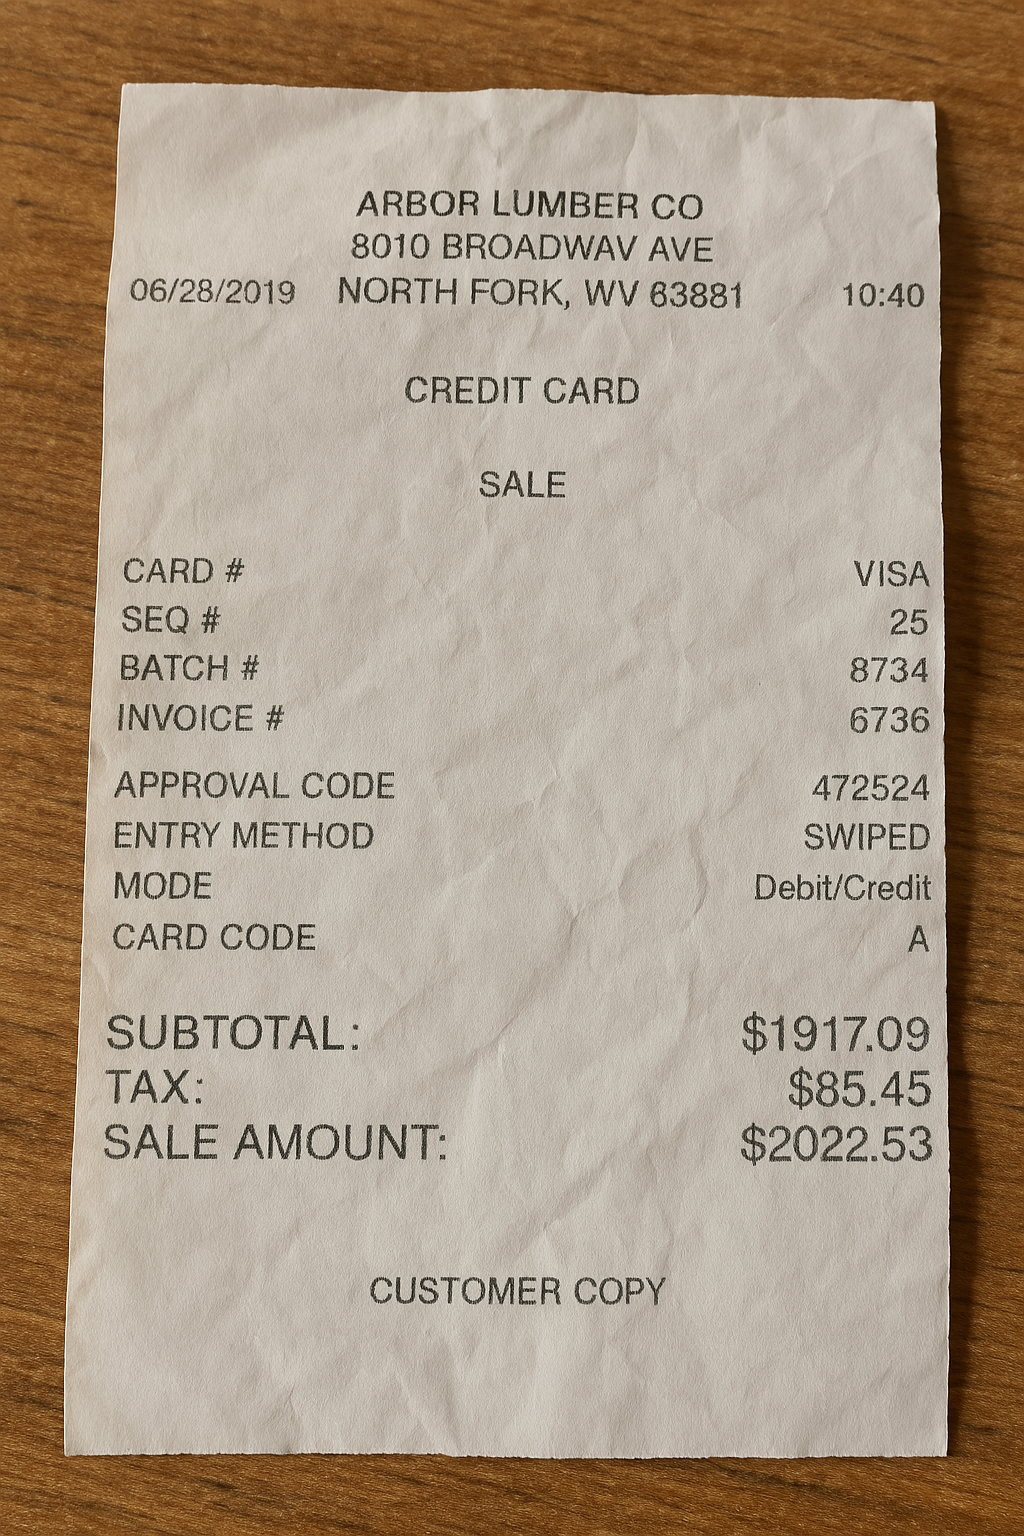 ARBOR LUMBER CO
8010 BROADWAV AVE
06/28/2019 NORTH FORK, WV 63881 10:40
CREDIT CARD
SALE
CARD # VISA
SEQ # 25
BATCH # 8734
INVOICE # 6736
APPROVAL CODE 472524
ENTRY METHOD SWIPED
MODE Debit/Credit
CARD CODE A
SUBTOTAL: $1917.09
TAX: $85.45
SALE AMOUNT: $2022.53
CUSTOMER COPY